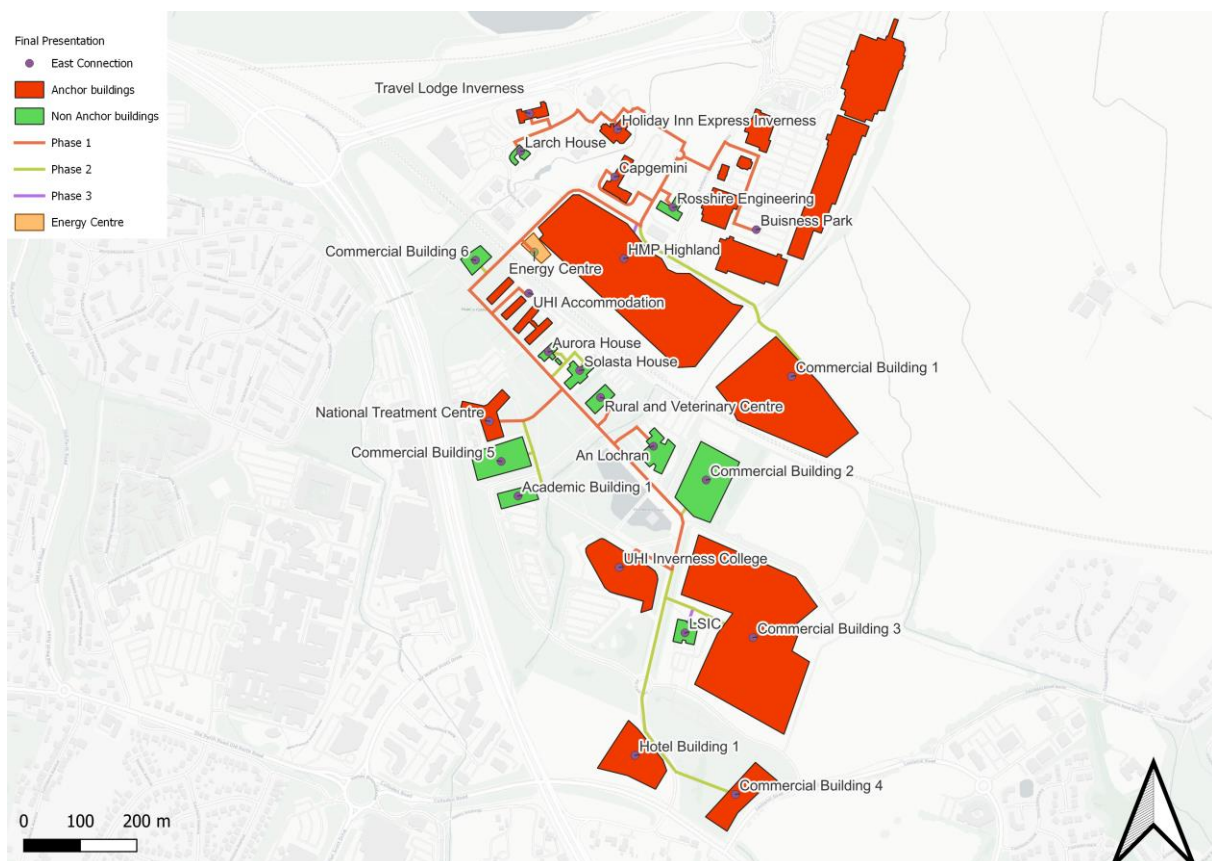 Final Presentation
East Connection
Anchor buildings
Non Anchor buildings
Phase 1
Phase 2
Phase 3
Energy Centre
Travel Lodge Inverness
Holiday Inn Express Inverness
Larch House
Capgemini
Rosshire Engineering
Buisness Park
Commercial Building 6
HMP Highland
Energy Centre
UHI Accommodation
Aurora House
Solasta House
Commercial Building 1
National Treatment Centre
Rural and Veterinary Centre
Commercial Building 5
An Lochran
Commercial Building 2
Academic Building 1
UHI Inverness College
LSIC
Commercial Building 3
Hotel Building 1
Commercial Building 4
0 100 200 m